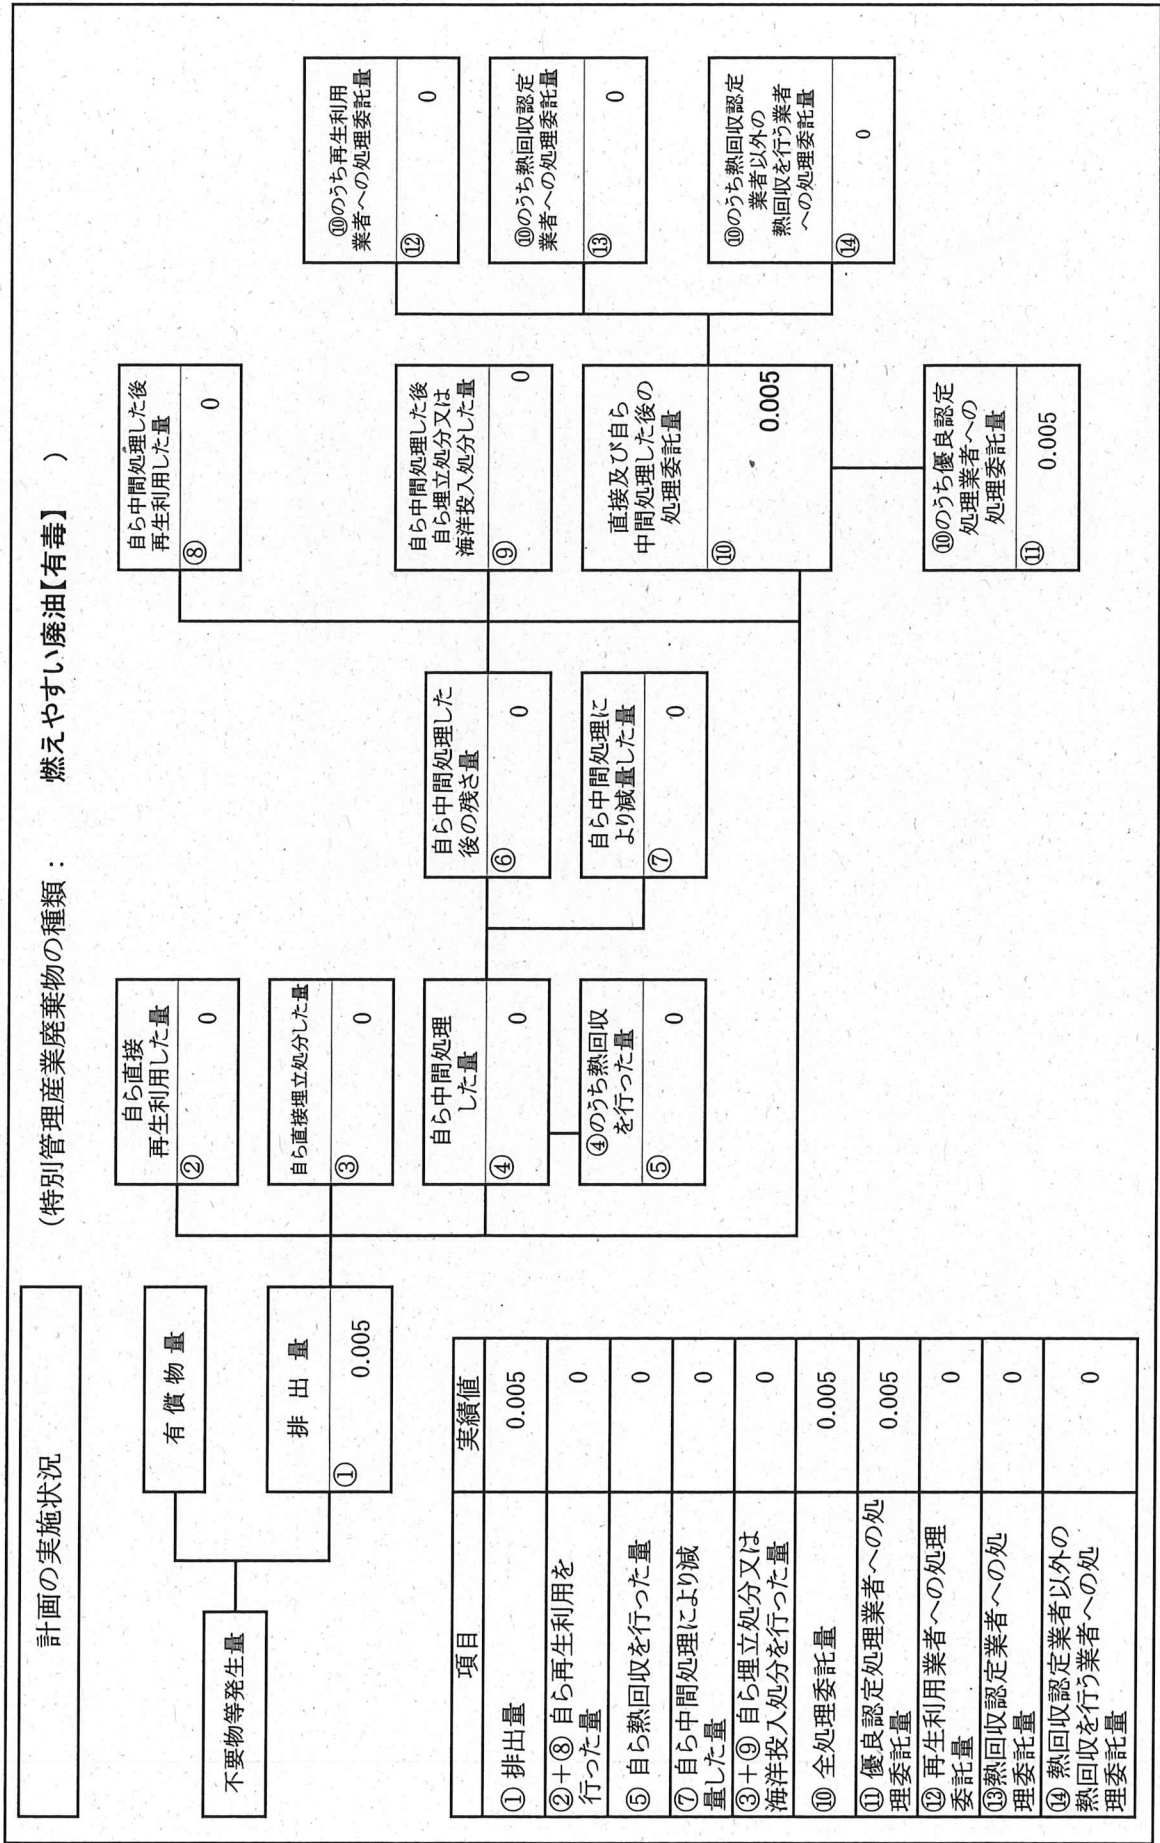 計画の実施状況
(特別管理産業廃棄物の種類： 燃えやすい廃油【有毒】 )
不要物等発生量
有償物量
排出量
① 0.005
自ら直接
再生利用した量
② 0
自ら直接埋立処分した量
③ 0
自ら中間処理
した量
④ 0
④のうち熱回収
を行った量
⑤ 0
自ら中間処理した
後の残さ量
⑥ 0
自ら中間処理に
より減量した量
⑦ 0
自ら中間処理した後
再生利用した量
⑧ 0
自ら中間処理した後
自ら埋立処分又は
海洋投入処分した量
⑨ 0
直接及び自ら
中間処理した後の
処理委託量
⑩ 0.005
⑩のうち優良認定
処理業者への
処理委託量
⑪ 0.005
⑩のうち再生利用
業者への処理委託量
⑫ 0
⑩のうち熱回収認定
業者への処理委託量
⑬ 0
⑩のうち熱回収認定
業者以外の
熱回収を行う業者
への処理委託量
⑭ 0
項目 実績値
① 排出量 0.005
②+⑧ 自ら再生利用を
行った量 0
⑤ 自ら熱回収を行った量 0
⑦ 自ら中間処理により減
量した量 0
③+⑨ 自ら埋立処分又は
海洋投入処分を行った量 0
⑩ 全処理委託量 0.005
⑪ 優良認定処理業者への処
理委託量 0.005
⑫ 再生利用業者への処理
委託量 0
⑬熱回収認定業者への処
理委託量 0
⑭ 熱回収認定業者以外の
熱回収を行う業者への処
理委託量 0